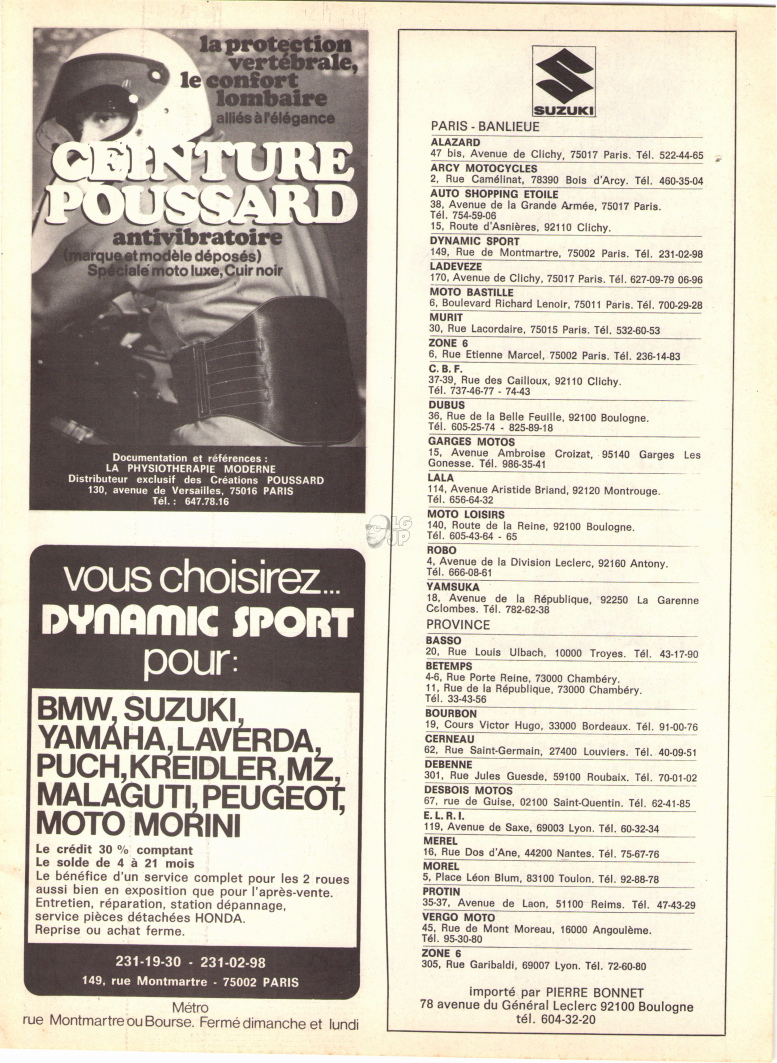 la protection
vertébrale,
le confort
lombaire
alliés à l'élégance
CEINTURE
POUSSARD
antivibratoire
(marque et modèle déposés)
Spéciale moto luxe, Cuir noir
Documentation et références :
LA PHYSIOTHERAPIE MODERNE
Distributeur exclusif des Créations POUSSARD
130, avenue de Versailles, 75016 PARIS
Tél. : 647.78.16
vous choisirez...
DYNAMIC SPORT
pour:
BMW, SUZUKI,
YAMAHA, LAVERDA,
PUCH, KREIDLER, MZ,
MALAGUTI, PEUGEOT,
MOTO MORINI
Le crédit 30 % comptant
Le solde de 4 à 21 mois
Le bénéfice d'un service complet pour les 2 roues
aussi bien en exposition que pour l'après-vente.
Entretien, réparation, station dépannage,
service pièces détachées HONDA.
Reprise ou achat ferme.
231-19-30 - 231-02-98
149, rue Montmartre - 75002 PARIS
Métro
rue Montmartre ou Bourse. Fermé dimanche et lundi
LG
JP
SUZUKI
PARIS - BANLIEUE
ALAZARD
47 bis, Avenue de Clichy, 75017 Paris. Tél. 522-44-65
ARCY MOTOCYCLES
2, Rue Camélinat, 78390 Bois d'Arcy. Tél. 460-35-04
AUTO SHOPPING ETOILE
38, Avenue de la Grande Armée, 75017 Paris.
Tél. 754-59-06
15, Route d'Asnières, 92110 Clichy.
DYNAMIC SPORT
149, Rue de Montmartre, 75002 Paris. Tél. 231-02-98
LADEVEZE
170, Avenue de Clichy, 75017 Paris. Tél. 627-09-79 06-96
MOTO BASTILLE
6, Boulevard Richard Lenoir, 75011 Paris. Tél. 700-29-28
MURIT
30, Rue Lacordaire, 75015 Paris. Tél. 532-60-53
ZONE 6
6, Rue Etienne Marcel, 75002 Paris. Tél. 236-14-83
C. B. F.
37-39, Rue des Cailloux, 92110 Clichy.
Tél. 737-46-77 - 74-43
DUBUS
36, Rue de la Belle Feuille, 92100 Boulogne.
Tél. 605-25-74 - 825-89-18
GARGES MOTOS
15, Avenue Ambroise Croizat, 95140 Garges Les
Gonesse. Tél. 986-35-41
LALA
114, Avenue Aristide Briand, 92120 Montrouge.
Tél. 656-64-32
MOTO LOISIRS
140, Route de la Reine, 92100 Boulogne.
Tél. 605-43-64 - 65
ROBO
4, Avenue de la Division Leclerc, 92160 Antony.
Tél. 666-08-61
YAMSUKA
18, Avenue de la République, 92250 La Garenne
Cclombes. Tél. 782-62-38
PROVINCE
BASSO
20, Rue Louis Ulbach, 10000 Troyes. Tél. 43-17-90
BETEMPS
4-6, Rue Porte Reine, 73000 Chambéry.
11, Rue de la République, 73000 Chambéry.
Tél. 33-43-56
BOURBON
19, Cours Victor Hugo, 33000 Bordeaux. Tél. 91-00-76
CERNEAU
62, Rue Saint-Germain, 27400 Louviers. Tél. 40-09-51
DEBENNE
301, Rue Jules Guesde, 59100 Roubaix. Tél. 70-01-02
DESBOIS MOTOS
67, rue de Guise, 02100 Saint-Quentin. Tél. 62-41-85
E. L. R. I.
119, Avenue de Saxe, 69003 Lyon. Tél. 60-32-34
MEREL
16, Rue Dos d'Ane, 44200 Nantes. Tél. 75-67-76
MOREL
5, Place Léon Blum, 83100 Toulon. Tél. 92-88-78
PROTIN
35-37, Avenue de Laon, 51100 Reims. Tél. 47-43-29
VERGO MOTO
45, Rue de Mont Moreau, 16000 Angoulème.
Tél. 95-30-80
ZONE 6
305, Rue Garibaldi, 69007 Lyon. Tél. 72-60-80
importé par PIERRE BONNET
78 avenue du Général Leclerc 92100 Boulogne
tél. 604-32-20